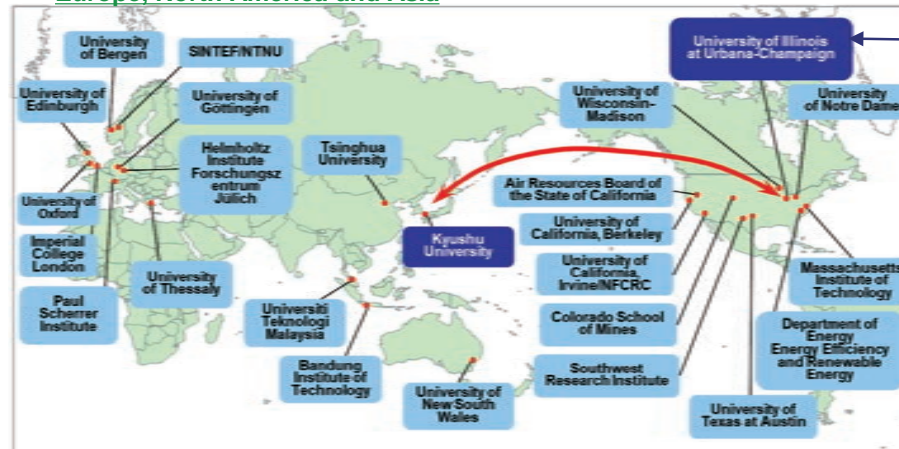 Europe, North America and Asia
University
of Bergen
SINTEF/NTNU
University of Illinois
at Urbana-Champaign
University of
Edinburgh
University of
Göttingen
University of
Wisconsin-
Madison
University
of Notre Dame
Helmholtz
Institute
Forschungsz
entrum
Jülich
Tsinghua
University
Air Resources Board of
the State of California
University of
Oxford
Kyushu
University
University of
California, Berkeley
Imperial
College
London
University
of Thessaly
University of
California,
Irvine/NFCRC
Massachusetts
Institute of
Technology
Paul
Scherrer
Institute
Universiti
Teknologi
Malaysia
Colorado School
of Mines
Department of
Energy
Energy Efficiency
and Renewable
Energy
Bandung
Institute of
Technology
University of
New South
Wales
Southwest
Research Institute
University of
Texas at Austin